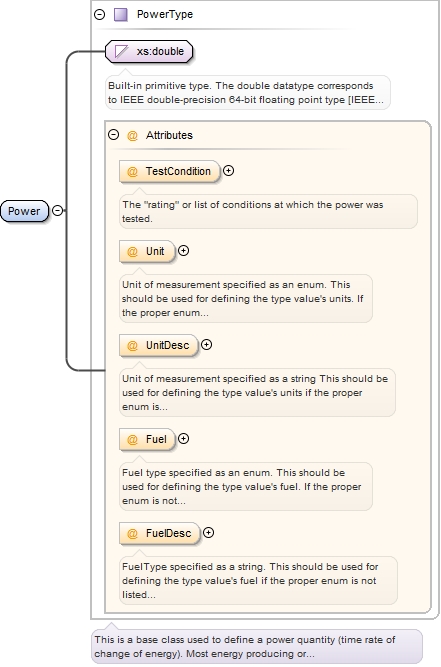 PowerType
xs:double
Built-in primitive type. The double datatype corresponds
to IEEE double-precision 64-bit floating point type [IEEE...
@ Attributes
@ TestCondition
The "rating" or list of conditions at which the power was
tested.
Power
@ Unit
Unit of measurement specified as an enum. This
should be used for defining the type value's units. If
the proper enum...
@ UnitDesc
Unit of measurement specified as a string This should be
used for defining the type value's units if the proper
enum is...
@ Fuel
Fuel type specified as an enum. This should be
used for defining the type value's fuel. If the proper
enum is not...
@ FuelDesc
FuelType specified as a string. This should be used for
defining the type value's fuel if the proper enum is not
listed...
This is a base class used to define a power quantity (time rate of
change of energy). Most energy producing or...